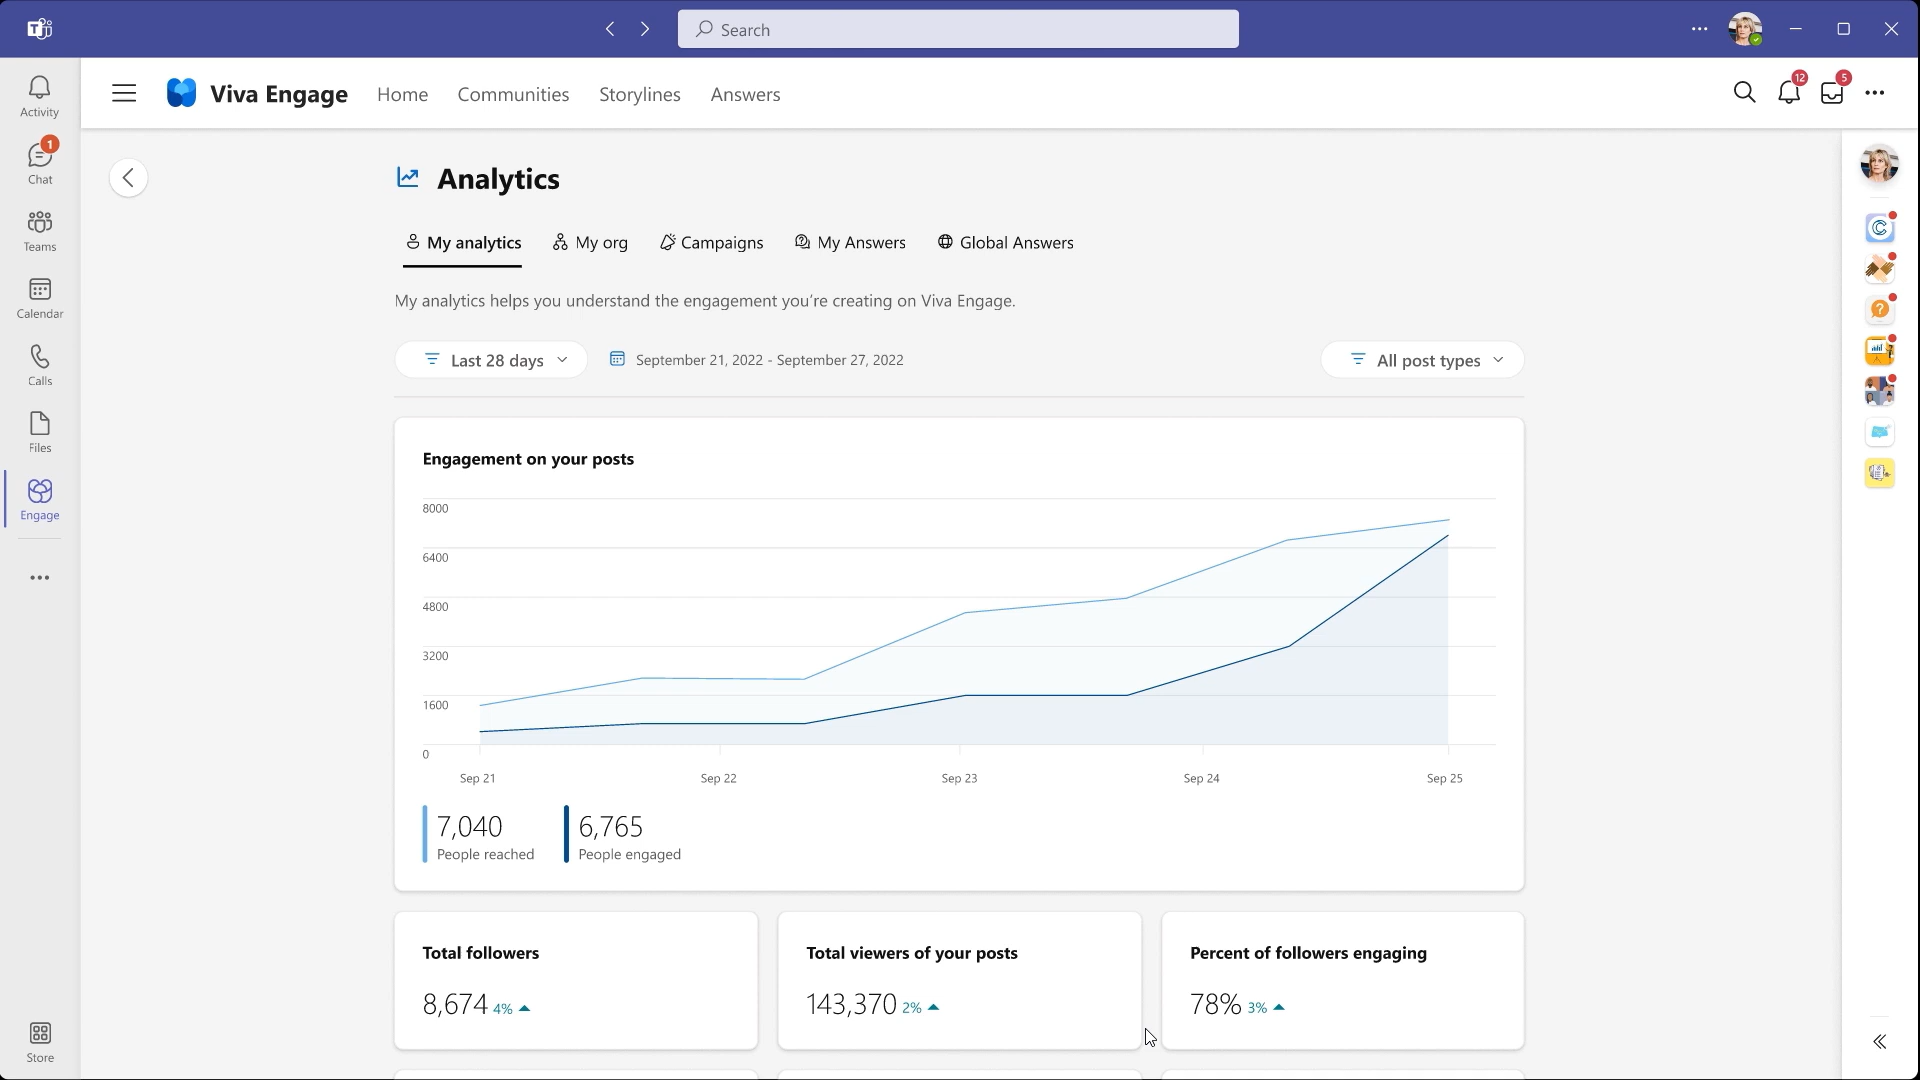 Search
Activity
1
Chat
Teams
Calendar
Calls
Files
Engage
Store
Viva Engage Home Communities Storylines Answers
12
5
Analytics
My analytics My org Campaigns My Answers Global Answers
My analytics helps you understand the engagement you're creating on Viva Engage.
Last 28 days September 21, 2022 - September 27, 2022 All post types
Engagement on your posts
8000
6400
4800
3200
1600
0
Sep 21 Sep 22 Sep 23 Sep 24 Sep 25
7,040 6,765
People reached People engaged
Total followers
8,674 4%
Total viewers of your posts
143,370 2%
Percent of followers engaging
78% 3%
C
?